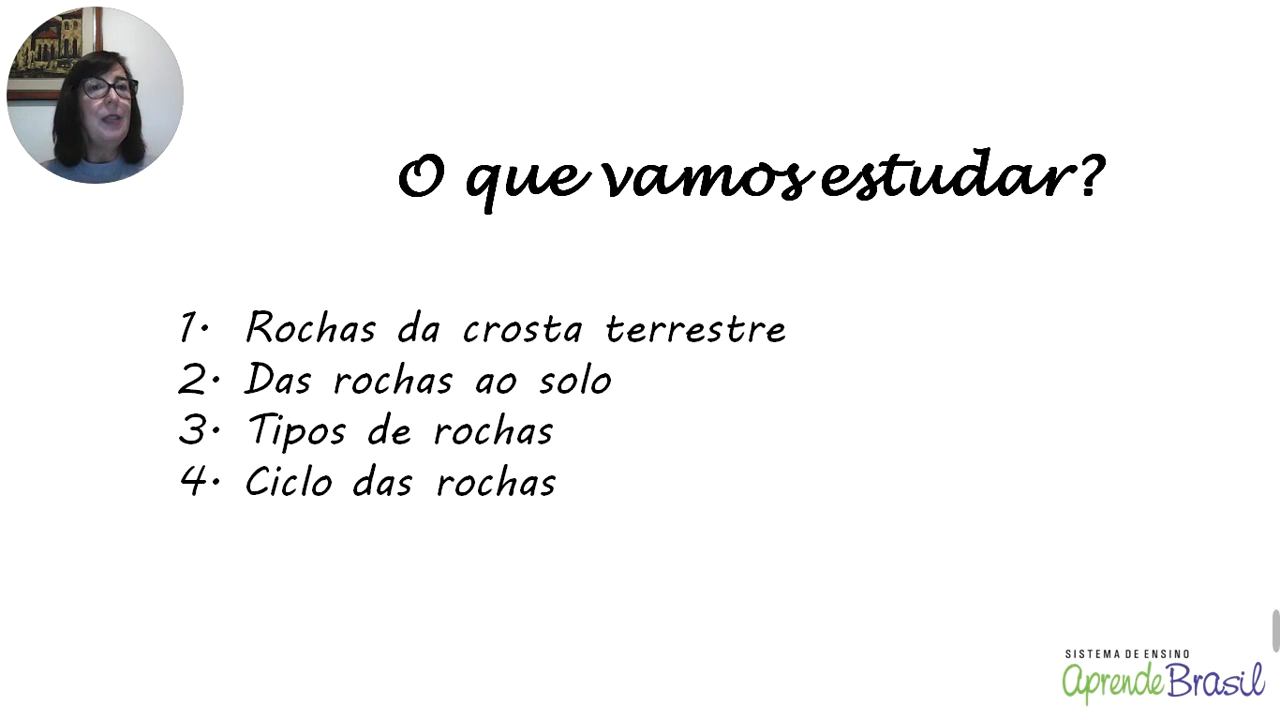 O que vamos estudar?
1. Rochas da crosta terrestre
2. Das rochas ao solo
3. Tipos de rochas
4. Ciclo das rochas
SISTEMA DE ENSINO
aprende Brasil